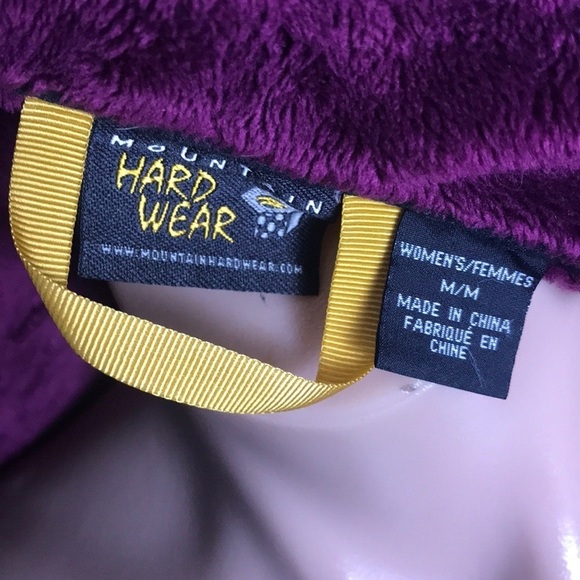 MOUNTAIN
HARD
WEAR
WWW.MOUNTAINHARDWEAR.COM
WOMEN'S/FEMMES
M/M
MADE IN CHINA
FABRIQUÉ EN
CHINE